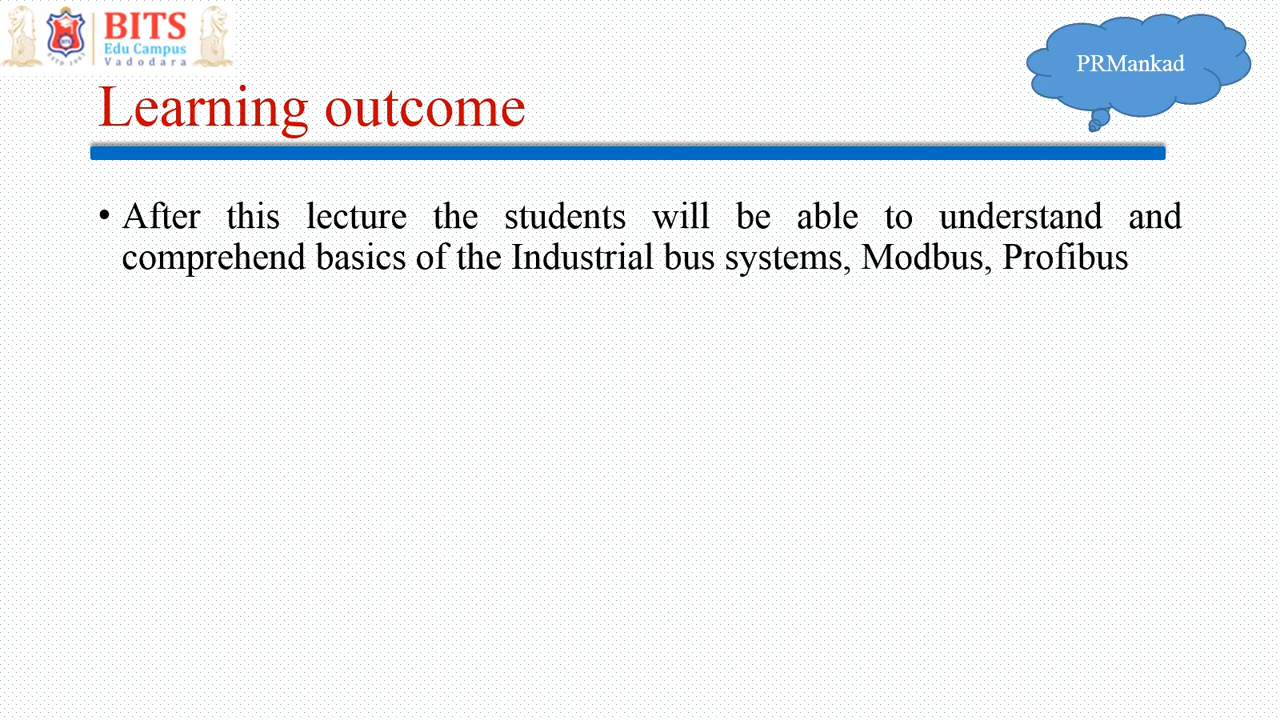 BITS
Edu Campus
Vadodara
PRMankad
Learning outcome
• After this lecture the students will be able to understand and
comprehend basics of the Industrial bus systems, Modbus, Profibus